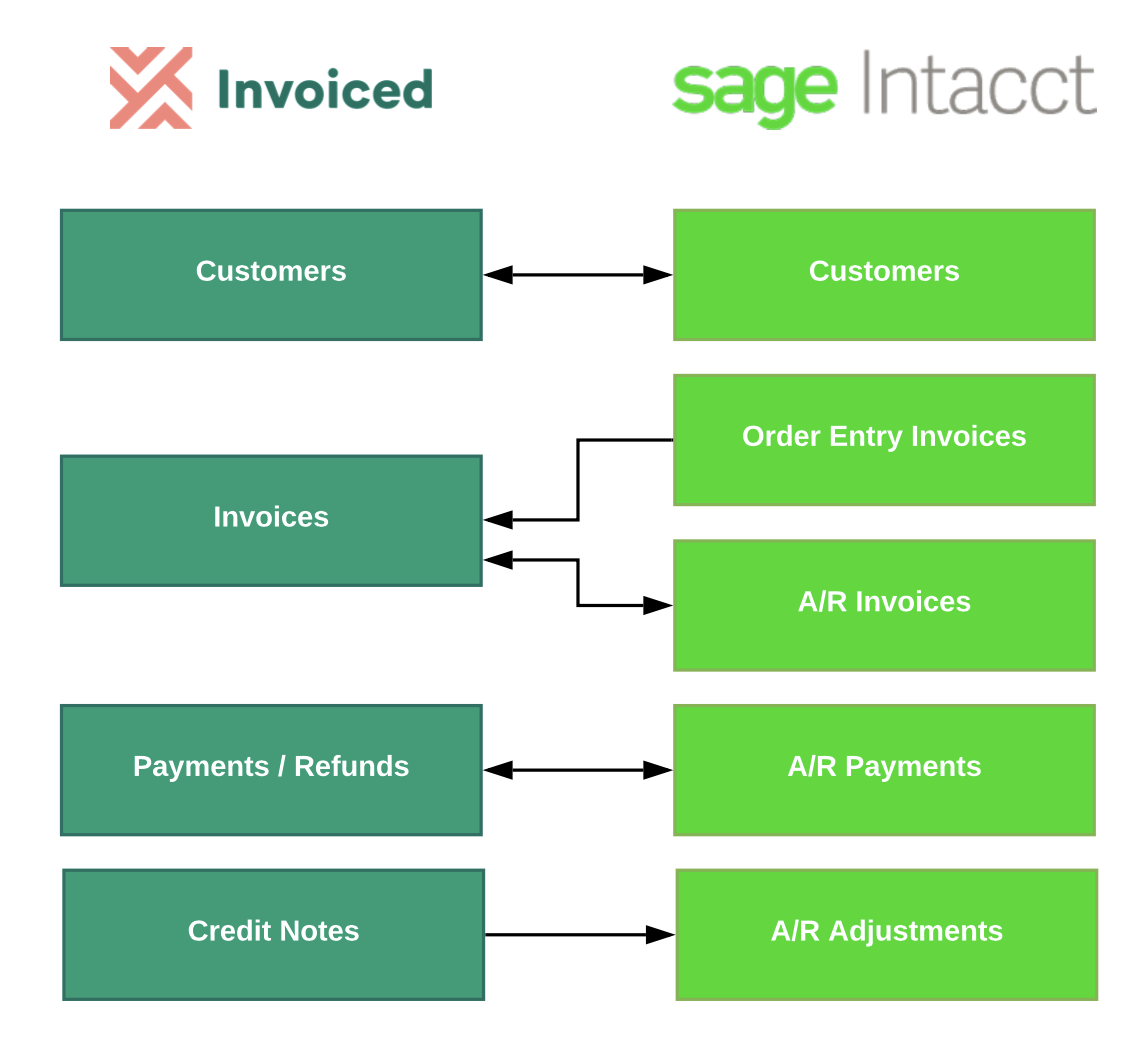 Invoiced
sage Intacct
Customers
Customers
Order Entry Invoices
Invoices
A/R Invoices
Payments / Refunds
A/R Payments
Credit Notes
A/R Adjustments